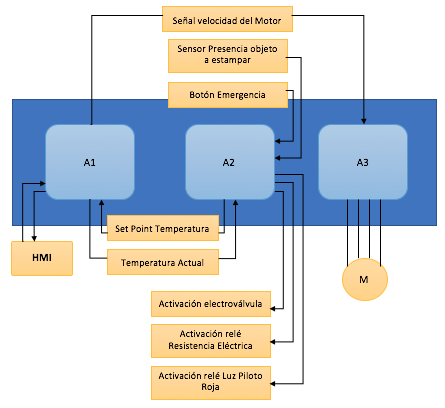 Señal velocidad del Motor
Sensor Presencia objeto
a estampar
Botón Emergencia
A1
A2
A3
Set Point Temperatura
HMI
Temperatura Actual
M
Activación electroválvula
Activación relé
Resistencia Eléctrica
Activación relé Luz Piloto
Roja